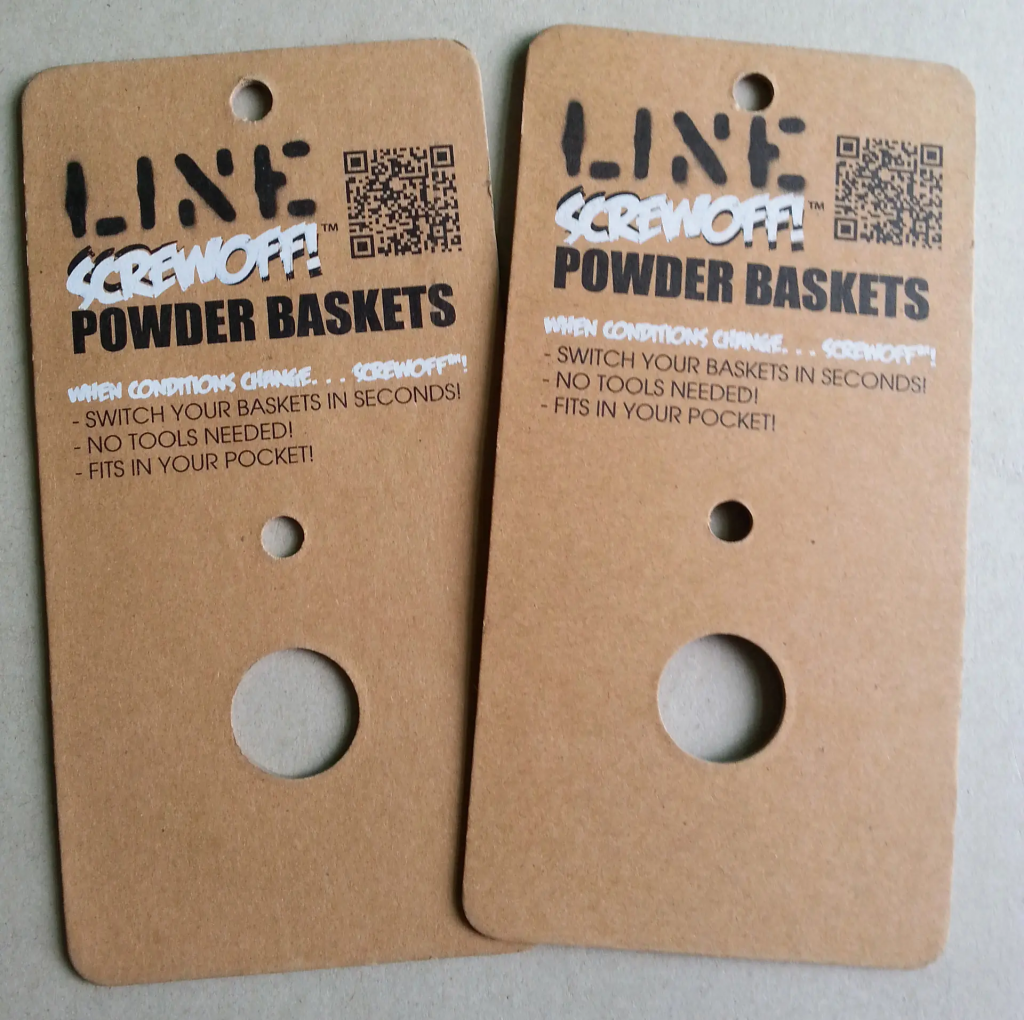 LINE
SCREWOFF!™
POWDER BASKETS
WHEN CONDITIONS CHANGE. . . SCREWOFF™!
- SWITCH YOUR BASKETS IN SECONDS!
- NO TOOLS NEEDED!
- FITS IN YOUR POCKET!
LINE
SCREWOFF!™
POWDER BASKETS
WHEN CONDITIONS CHANGE. . . SCREWOFF™!
- SWITCH YOUR BASKETS IN SECONDS!
- NO TOOLS NEEDED!
- FITS IN YOUR POCKET!